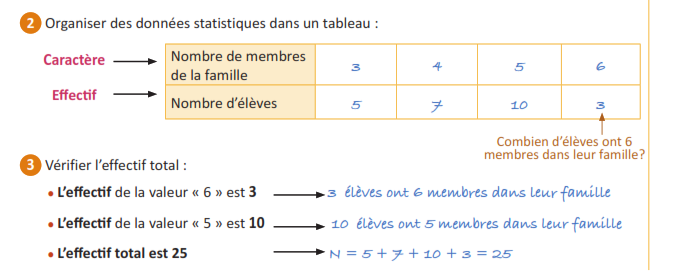 2 Organiser des données statistiques dans un tableau :
Caractère Nombre de membres de la famille 3 4 5 6
Effectif Nombre d'élèves 5 7 10 3
Combien d'élèves ont 6
membres dans leur famille?
3 Vérifier l'effectif total :
• L'effectif de la valeur « 6 » est 3 3 élèves ont 6 membres dans leur famille
• L'effectif de la valeur « 5 » est 10 10 élèves ont 5 membres dans leur famille
• L'effectif total est 25 N = 5 + 7 + 10 + 3 = 25